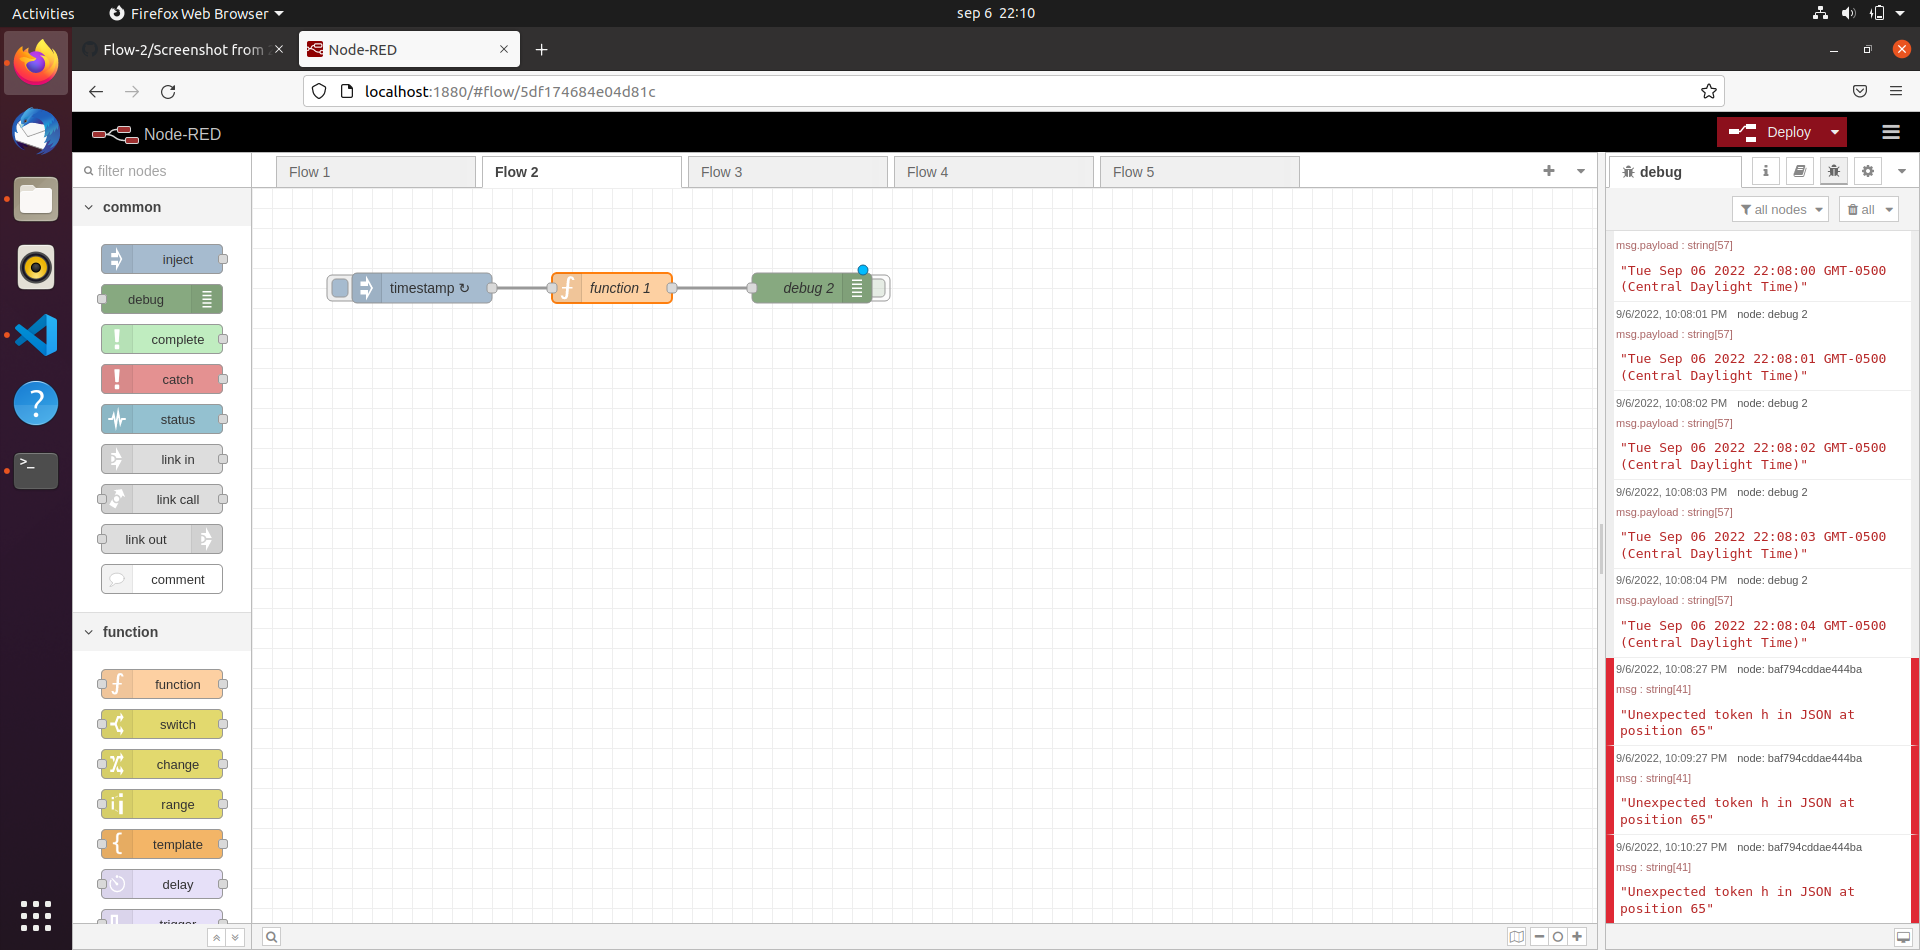 Activities
Firefox Web Browser
sep 6 22:10
Flow-2/Screenshot from
Node-RED
localhost:1880/#flow/5df174684e04d81c
Node-RED
Deploy
filter nodes
common
inject
debug
complete
catch
status
link in
link call
link out
comment
function
function
switch
change
range
template
delay
trigger
Flow 1
Flow 2
Flow 3
Flow 4
Flow 5
timestamp ↻
function 1
debug 2
debug
all nodes
all
msg.payload : string[57]
"Tue Sep 06 2022 22:08:00 GMT-0500
(Central Daylight Time)"
9/6/2022, 10:08:01 PM node: debug 2
msg.payload : string[57]
"Tue Sep 06 2022 22:08:01 GMT-0500
(Central Daylight Time)"
9/6/2022, 10:08:02 PM node: debug 2
msg.payload : string[57]
"Tue Sep 06 2022 22:08:02 GMT-0500
(Central Daylight Time)"
9/6/2022, 10:08:03 PM node: debug 2
msg.payload : string[57]
"Tue Sep 06 2022 22:08:03 GMT-0500
(Central Daylight Time)"
9/6/2022, 10:08:04 PM node: debug 2
msg.payload : string[57]
"Tue Sep 06 2022 22:08:04 GMT-0500
(Central Daylight Time)"
9/6/2022, 10:08:27 PM node: baf794cddae444ba
msg : string[41]
"Unexpected token h in JSON at
position 65"
9/6/2022, 10:09:27 PM node: baf794cddae444ba
msg : string[41]
"Unexpected token h in JSON at
position 65"
9/6/2022, 10:10:27 PM node: baf794cddae444ba
msg : string[41]
"Unexpected token h in JSON at
position 65"